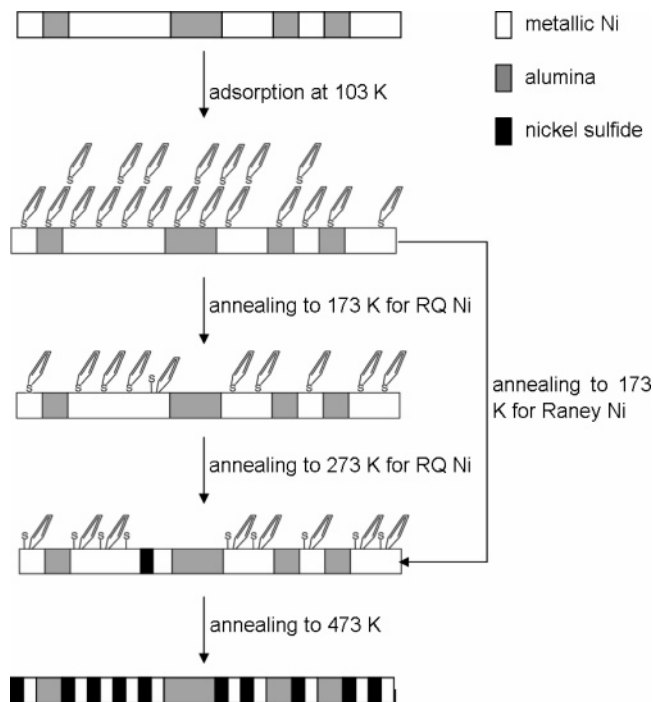 metallic Ni
alumina
nickel sulfide
adsorption at 103 K
S S S S S S S
S S S S S S S S S S S S S
annealing to 173 K for RQ Ni
annealing to 173
K for Raney Ni
S S S S S S S S S
annealing to 273 K for RQ Ni
S S S S S S S S S S
annealing to 473 K